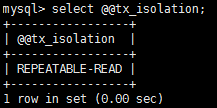 mysql> select @@tx_isolation;
+-----------------+
| @@tx_isolation  |
+-----------------+
| REPEATABLE-READ |
+-----------------+
1 row in set (0.00 sec)